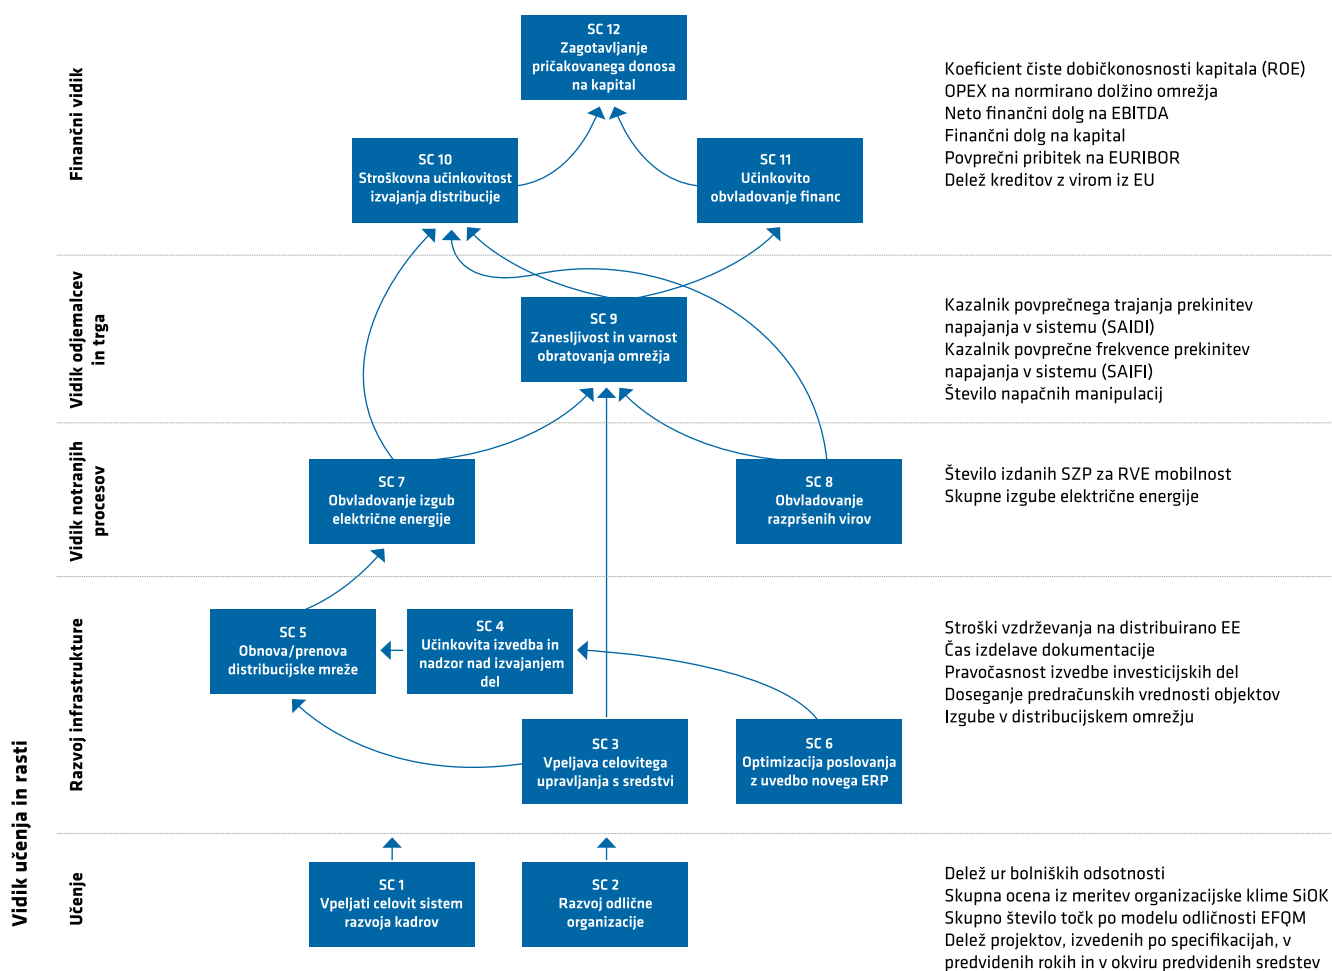 Finančni vidik
SC 12
Zagotavljanje
pričakovanega donosa
na kapital
SC 10
Stroškovna učinkovitost
izvajanja distribucije
SC 11
Učinkovito
obvladovanje financ
Koeficient čiste dobičkonosnosti kapitala (ROE)
OPEX na normirano dolžino omrežja
Neto finančni dolg na EBITDA
Finančni dolg na kapital
Povprečni pribitek na EURIBOR
Delež kreditov z virom iz EU
Vidik odjemalcev
in trga
SC 9
Zanesljivost in varnost
obratovanja omrežja
Kazalnik povprečnega trajanja prekinitev
napajanja v sistemu (SAIDI)
Kazalnik povprečne frekvence prekinitev
napajanja v sistemu (SAIFI)
Število napačnih manipulacij
Vidik notranjih
procesov
SC 7
Obvladovanje izgub
električne energije
SC 8
Obvladovanje
razpršenih virov
Število izdanih SZP za RVE mobilnost
Skupne izgube električne energije
Vidik učenja in rasti
Razvoj infrastrukture
SC 5
Obnova/prenova
distribucijske mreže
SC 4
Učinkovita izvedba in
nadzor nad izvajanjem
del
SC 3
Vpeljava celovitega
upravljanja s sredstvi
SC 6
Optimizacija poslovanja
z uvedbo novega ERP
Stroški vzdrževanja na distribuirano EE
Čas izdelave dokumentacije
Pravočasnost izvedbe investicijskih del
Doseganje predračunskih vrednosti objektov
Izgube v distribucijskem omrežju
Učenje
SC 1
Vpeljati celovit sistem
razvoja kadrov
SC 2
Razvoj odlične
organizacije
Delež ur bolniških odsotnosti
Skupna ocena iz meritev organizacijske klime SiOK
Skupno število točk po modelu odličnosti EFQM
Delež projektov, izvedenih po specifikacijah, v
predvidenih rokih in v okviru predvidenih sredstev